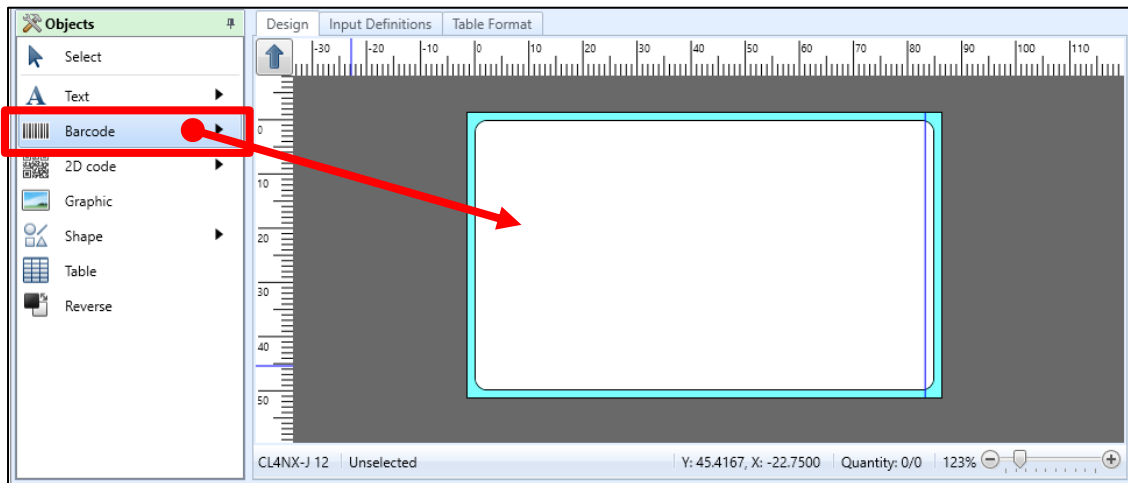 Objects
Select
Text
Barcode
2D code
Graphic
Shape
Table
Reverse
Design Input Definitions Table Format
-30 -20 -10 0 10 20 30 40 50 60 70 80 90 100 110
0
10
20
30
40
50
CL4NX-J 12 Unselected Y: 45.4167, X: -22.7500 Quantity: 0/0 123%